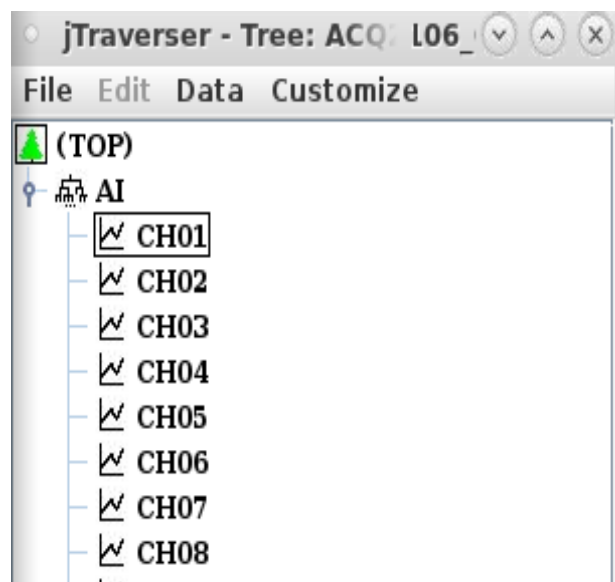 jTraverser - Tree: ACQ L06_
File Edit Data Customize
(TOP)
AI
CH01
CH02
CH03
CH04
CH05
CH06
CH07
CH08